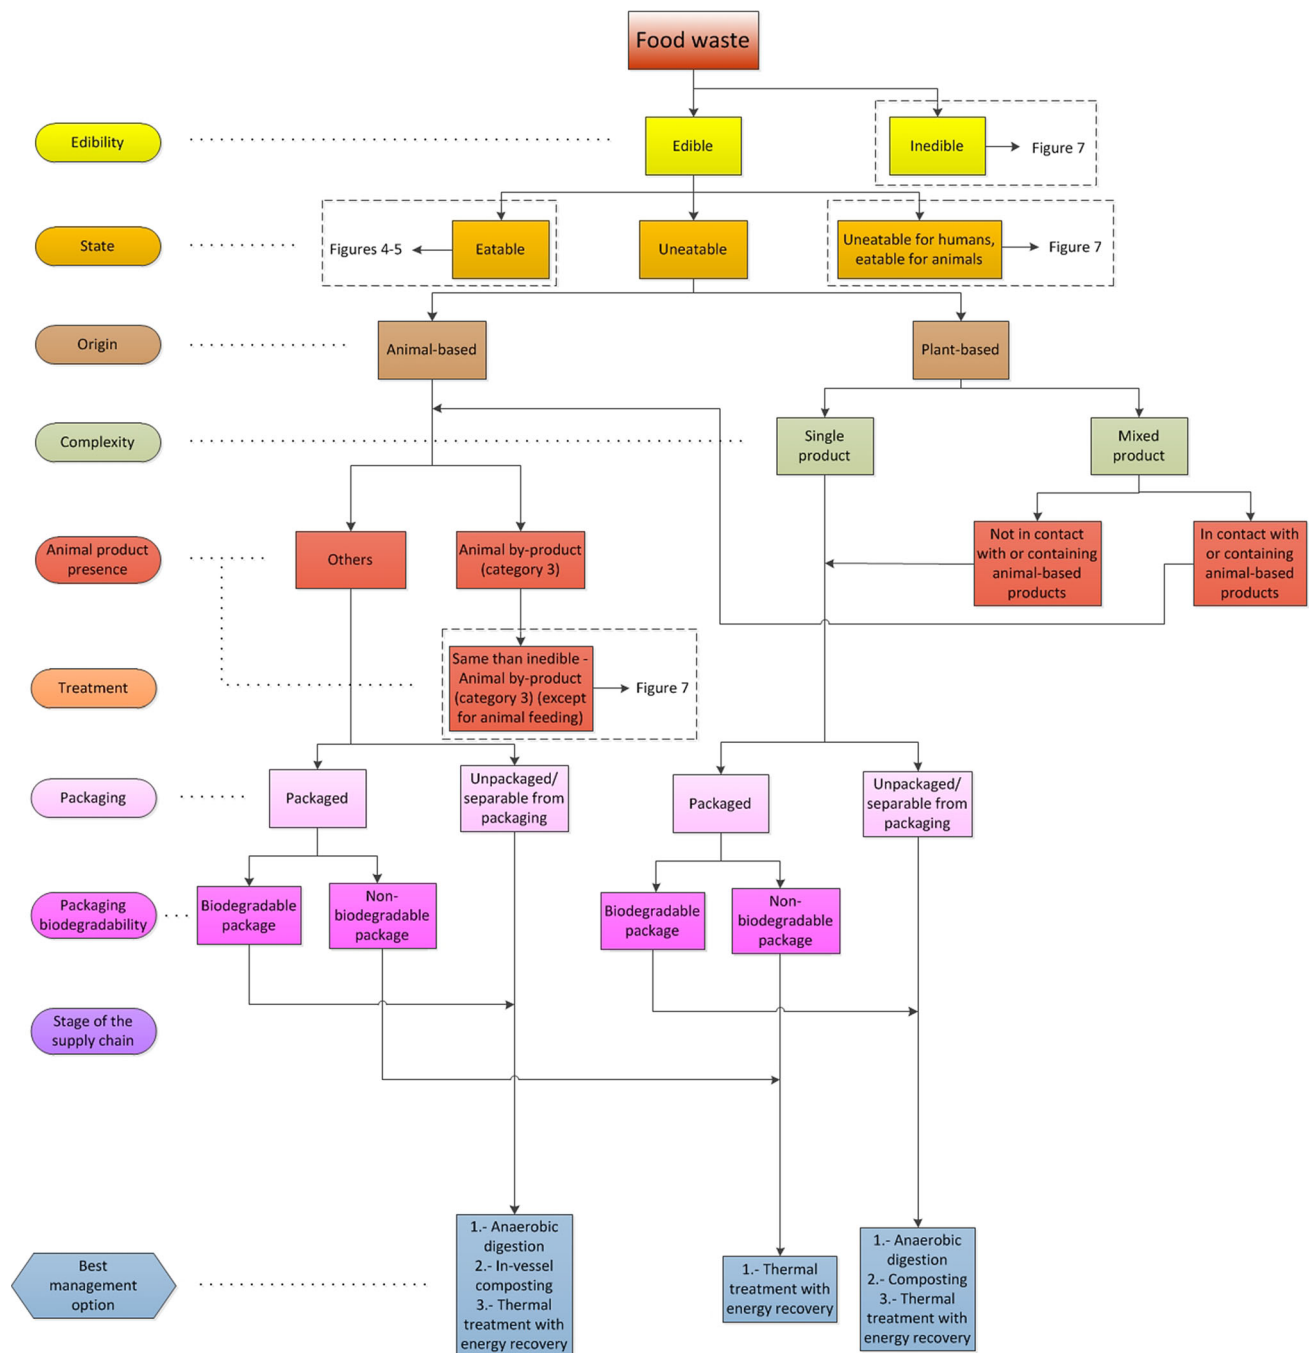 Food waste
Edibility
Edible
Inedible
Figure 7
State
Figures 4-5
Eatable
Uneatable
Uneatable for humans,
eatable for animals
Figure 7
Origin
Animal-based
Plant-based
Complexity
Single
product
Mixed
product
Animal product
presence
Others
Animal by-product
(category 3)
Not in contact
with or containing
animal-based
products
In contact with
or containing
animal-based
products
Treatment
Same than inedible -
Animal by-product
(category 3) (except
for animal feeding)
Figure 7
Packaging
Packaged
Unpackaged/
separable from
packaging
Packaged
Unpackaged/
separable from
packaging
Packaging
biodegradability
Biodegradable
package
Non-
biodegradable
package
Biodegradable
package
Non-
biodegradable
package
Stage of the
supply chain
Best
management
option
1.- Anaerobic
digestion
2.- In-vessel
composting
3.- Thermal
treatment with
energy recovery
1.- Thermal
treatment with
energy recovery
1.- Anaerobic
digestion
2.- Composting
3.- Thermal
treatment with
energy recovery